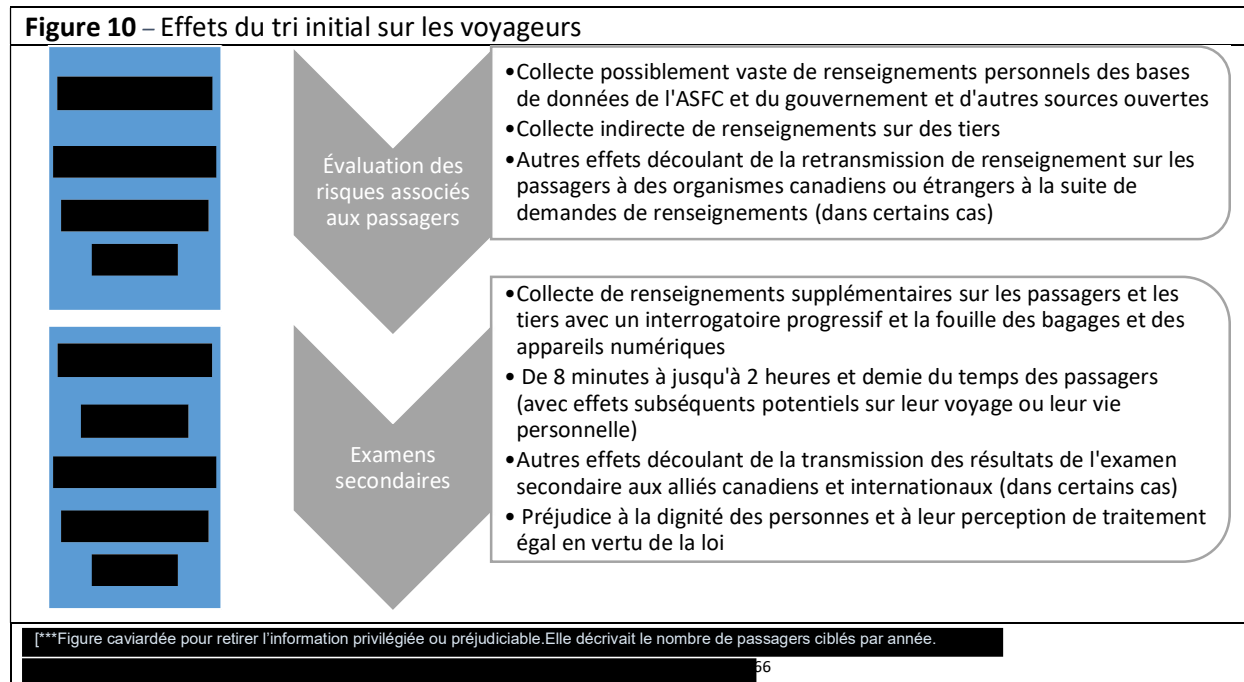 Figure 10 – Effets du tri initial sur les voyageurs
Évaluation des
risques associés
aux passagers
•Collecte possiblement vaste de renseignements personnels des bases
de données de l'ASFC et du gouvernement et d'autres sources ouvertes
•Collecte indirecte de renseignements sur des tiers
•Autres effets découlant de la retransmission de renseignement sur les
passagers à des organismes canadiens ou étrangers à la suite de
demandes de renseignements (dans certains cas)
Examens
secondaires
•Collecte de renseignements supplémentaires sur les passagers et les
tiers avec un interrogatoire progressif et la fouille des bagages et des
appareils numériques
• De 8 minutes à jusqu'à 2 heures et demie du temps des passagers
(avec effets subséquents potentiels sur leur voyage ou leur vie
personnelle)
•Autres effets découlant de la transmission des résultats de l'examen
secondaire aux alliés canadiens et internationaux (dans certains cas)
• Préjudice à la dignité des personnes et à leur perception de traitement
égal en vertu de la loi
[***Figure caviardée pour retirer l'information privilégiée ou préjudiciable.Elle décrivait le nombre de passagers ciblés par année.
66